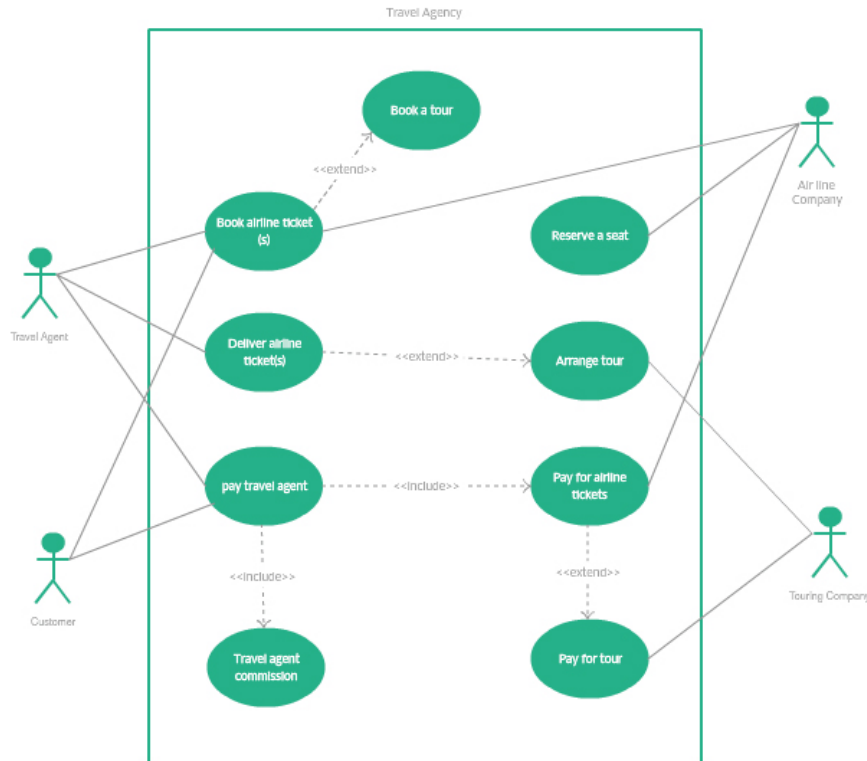 Travel Agency
Book a tour
<<extend>>
Book airline ticket
(s)
Reserve a seat
Air line
Company
Travel Agent
Deliver airline
ticket(s)
<<extend>>
Arrange tour
pay travel agent
<<include>>
Pay for airline
tickets
<<include>>
<<extend>>
Customer
Touring Company
Travel agent
commission
Pay for tour